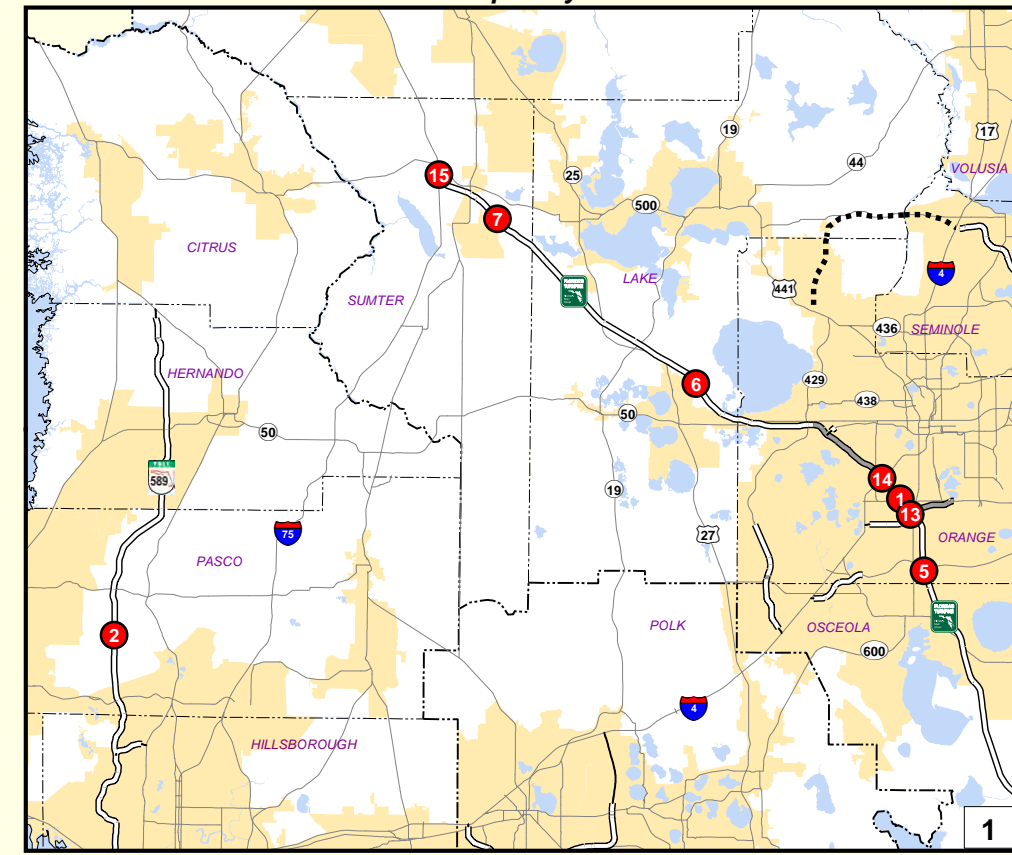 17
19
VOLUSIA
44
15
25
500
7
CITRUS
4
LAKE
441
SUMTER
436
SEMINOLE
HERNANDO
429
6
438
50
50
589
14
19
1
13
75
27
ORANGE
PASCO
5
POLK
OSCEOLA
2
600
4
HILLSBOROUGH
1